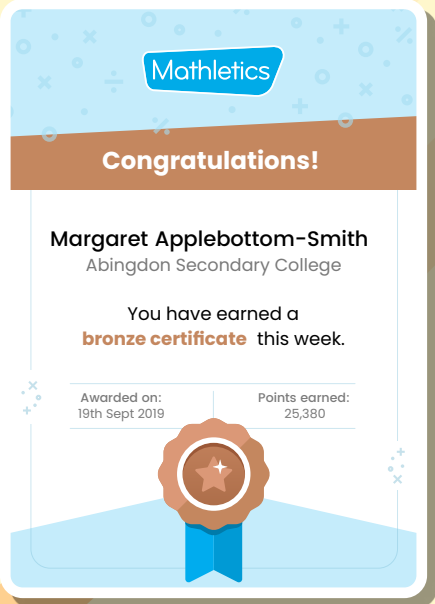 Mathletics
Congratulations!
Margaret Applebottom-Smith
Abingdon Secondary College
You have earned a
bronze certificate this week.
Awarded on:
19th Sept 2019
Points earned:
25,380